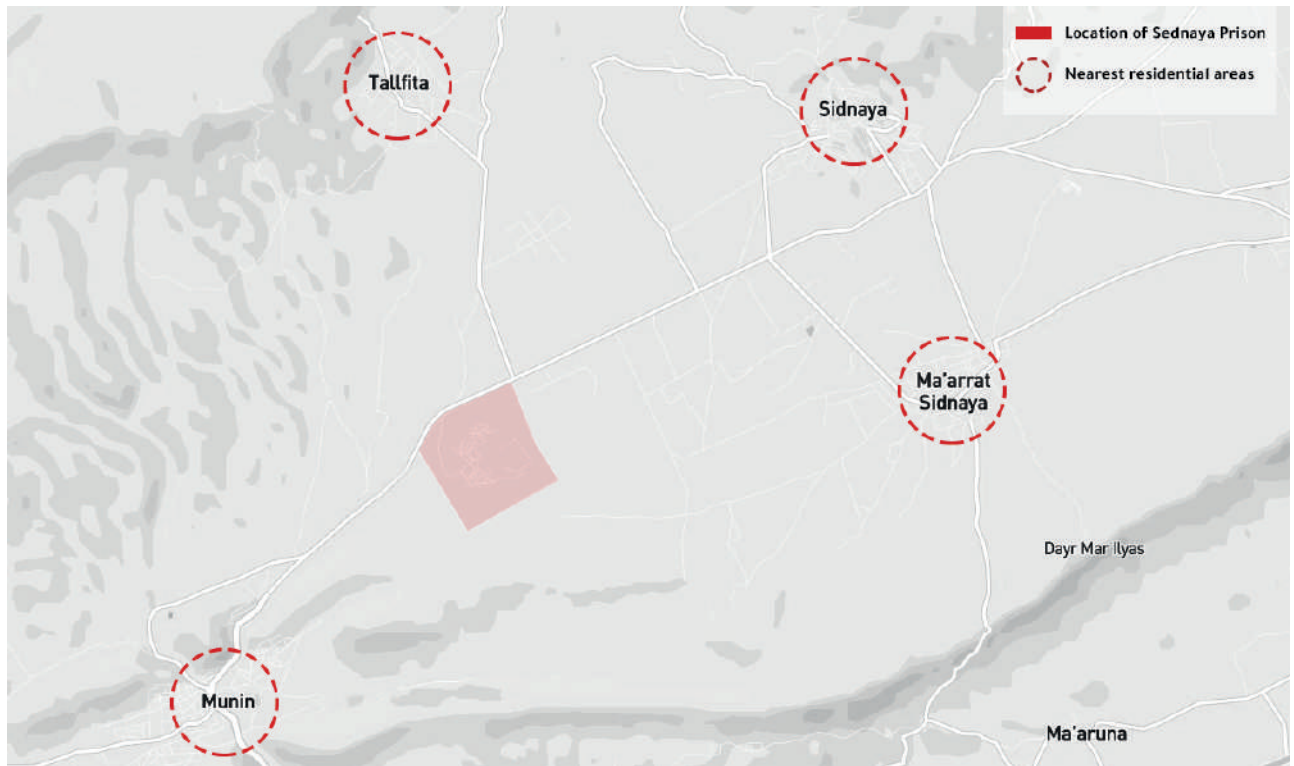 Location of Sednaya Prison
Nearest residential areas
Tallfita
Sidnaya
Ma'arrat
Sidnaya
Dayr Mar Ilyas
Munin
Ma'aruna